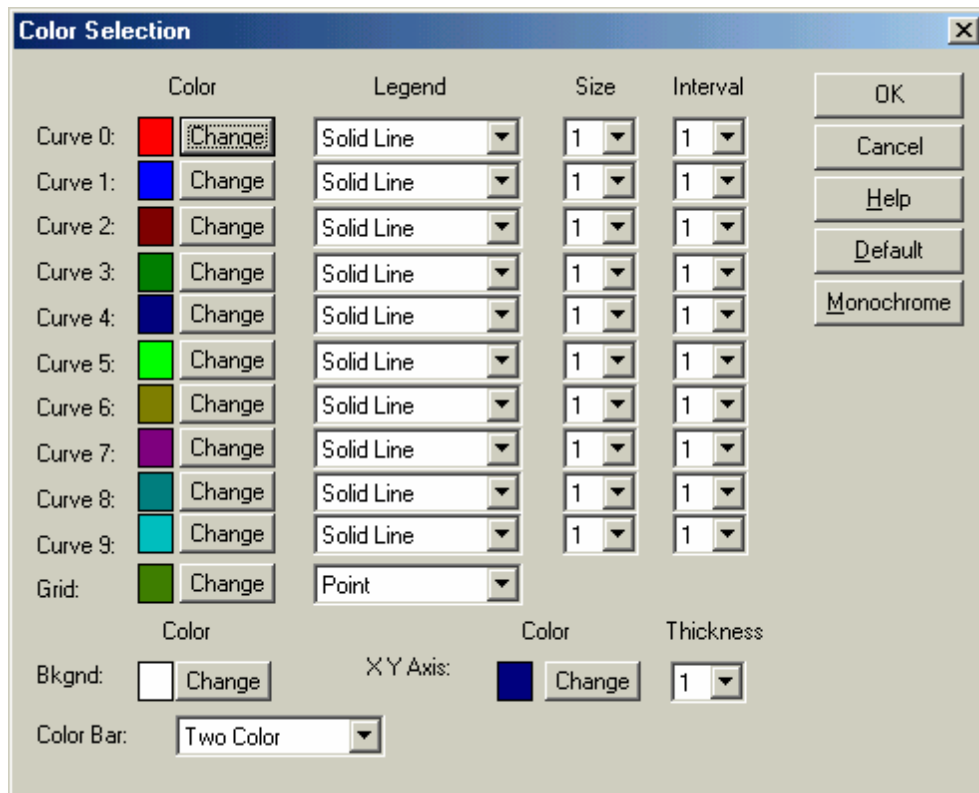 Color Selection
Color Legend Size Interval
Curve 0: Change Solid Line 1 1
Curve 1: Change Solid Line 1 1
Curve 2: Change Solid Line 1 1
Curve 3: Change Solid Line 1 1
Curve 4: Change Solid Line 1 1
Curve 5: Change Solid Line 1 1
Curve 6: Change Solid Line 1 1
Curve 7: Change Solid Line 1 1
Curve 8: Change Solid Line 1 1
Curve 9: Change Solid Line 1 1
Grid: Change Point
Color Color Thickness
Bkgnd: Change X Y Axis: Change 1
Color Bar: Two Color
OK
Cancel
Help
Default
Monochrome